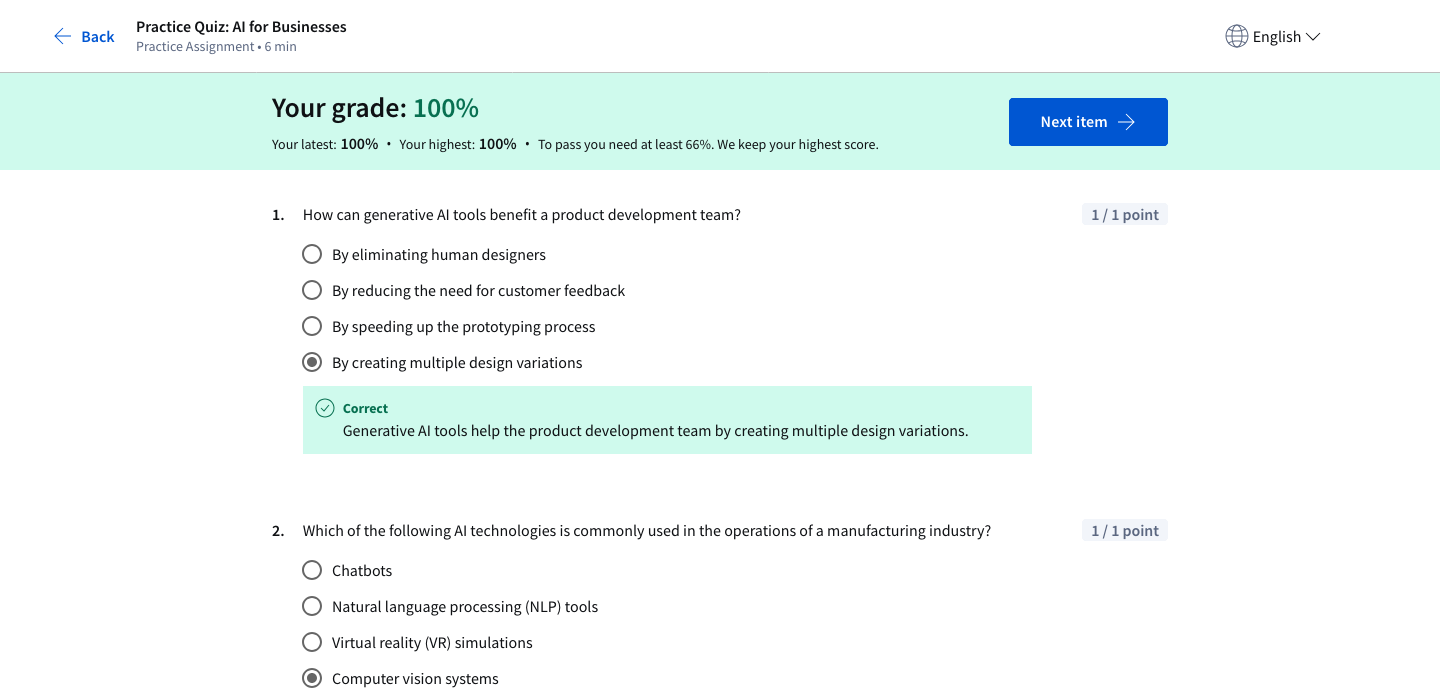 Back
Practice Quiz: AI for Businesses
Practice Assignment • 6 min
English
Your grade: 100%
Your latest: 100% • Your highest: 100% • To pass you need at least 66%. We keep your highest score.
Next item
1. How can generative AI tools benefit a product development team?
1 / 1 point
By eliminating human designers
By reducing the need for customer feedback
By speeding up the prototyping process
By creating multiple design variations
Correct
Generative AI tools help the product development team by creating multiple design variations.
2. Which of the following AI technologies is commonly used in the operations of a manufacturing industry?
1 / 1 point
Chatbots
Natural language processing (NLP) tools
Virtual reality (VR) simulations
Computer vision systems